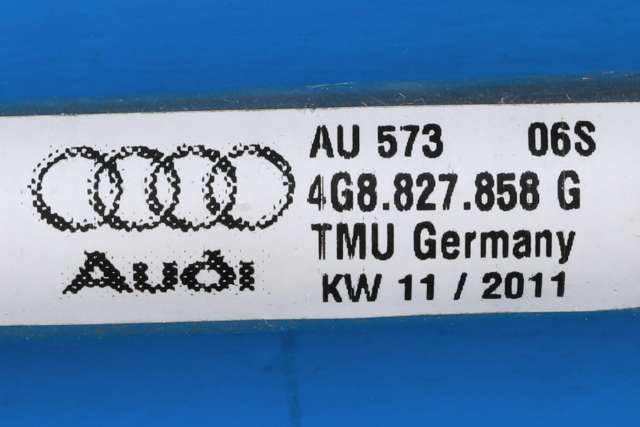 AU 573 06S
4G8.827.858 G
TMU Germany
KW 11 / 2011
Audi